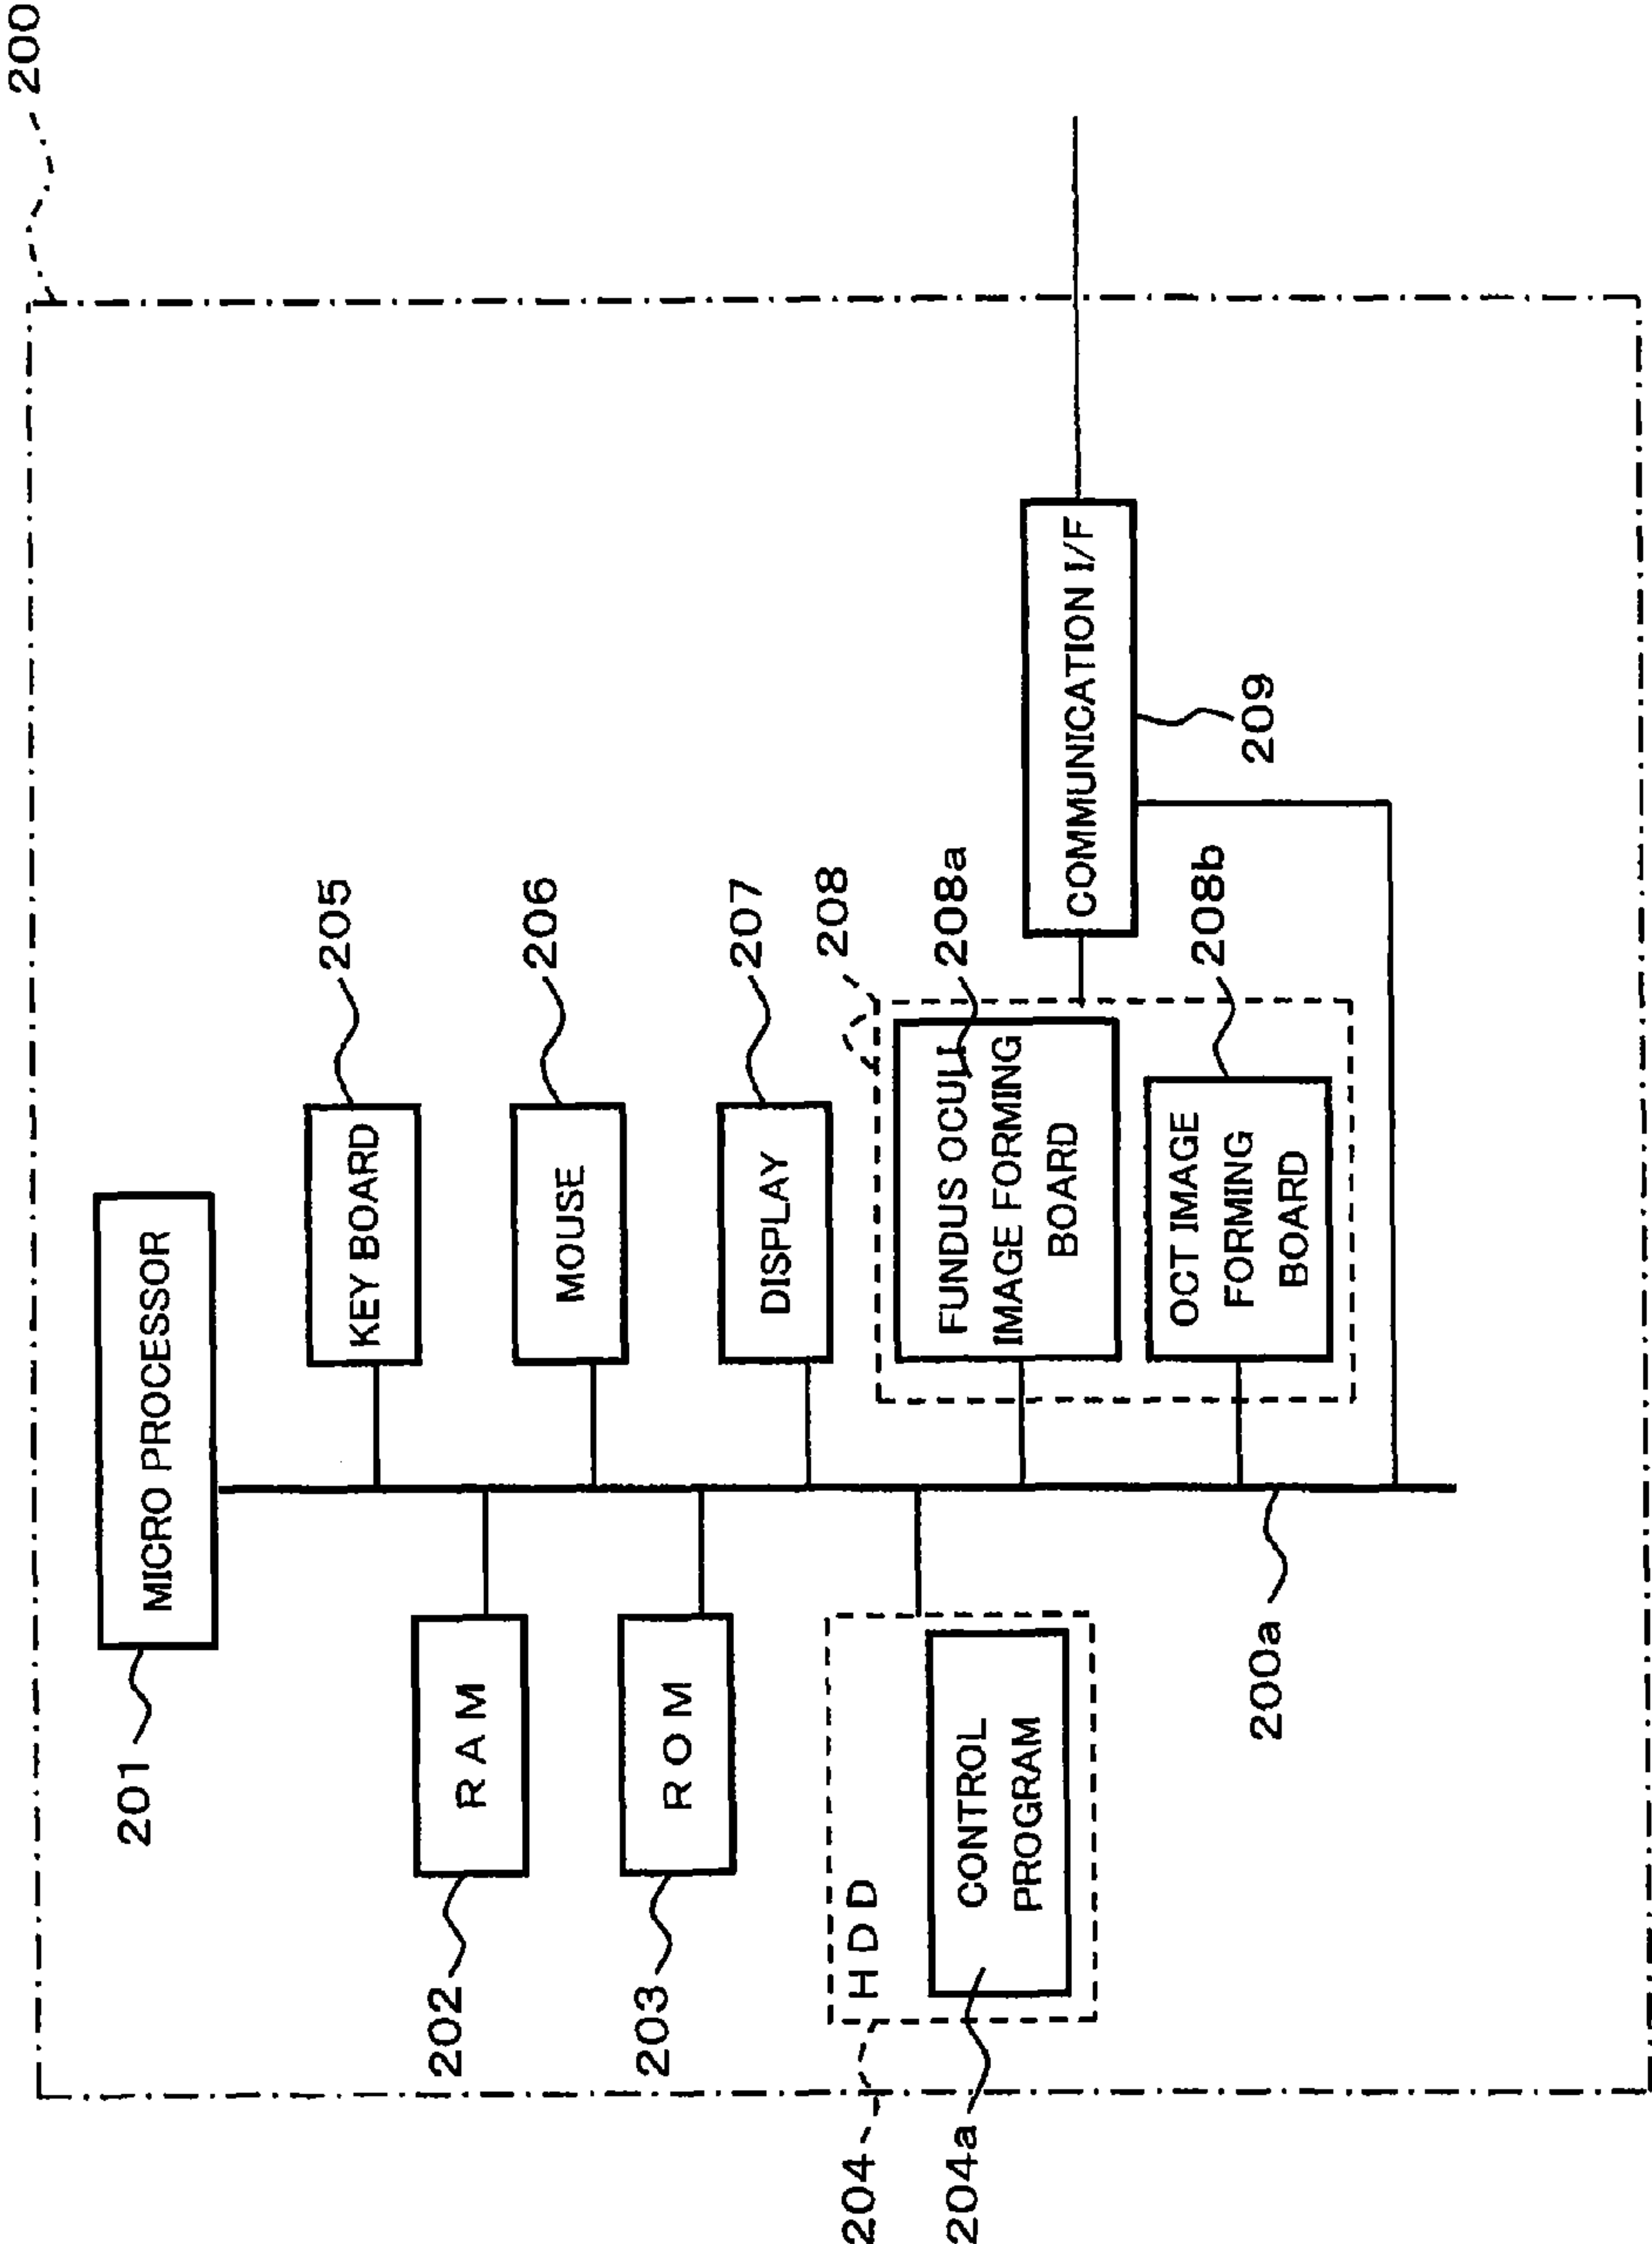 200
MICRO PROCESSOR
201
KEY BOARD
205
RAM
202
MOUSE
206
ROM
203
DISPLAY
207
HDD
204
CONTROL
PROGRAM
204a
208
FUNDUS OCULI
IMAGE FORMING
BOARD
208a
OCT IMAGE
FORMING
BOARD
208b
COMMUNICATION I/F
209
200a